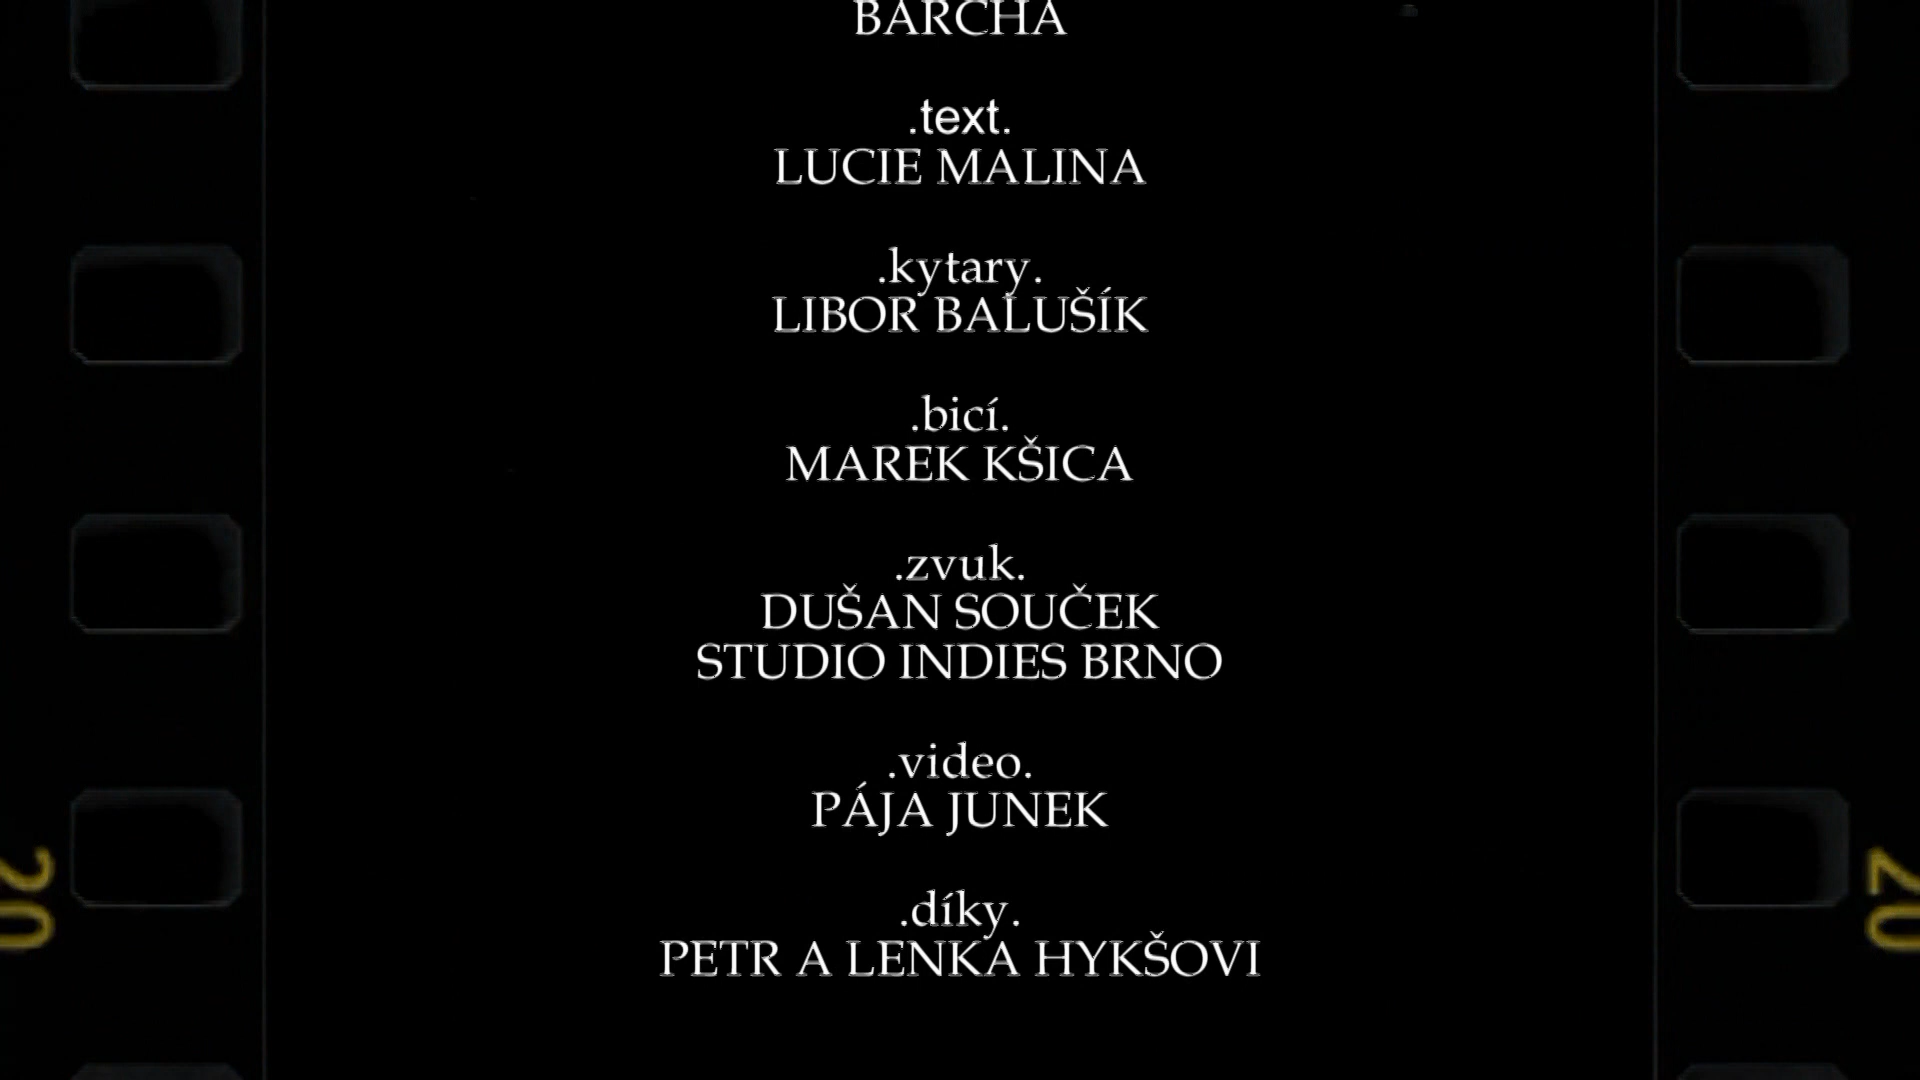 BARCHA
.text.
LUCIE MALINA
.kytary.
LIBOR BALUŠÍK
.bicí.
MAREK KŠICA
.zvuk.
DUŠAN SOUČEK
STUDIO INDIES BRNO
.video.
PÁJA JUNEK
.díky.
PETR A LENKA HYKŠOVI
20
20